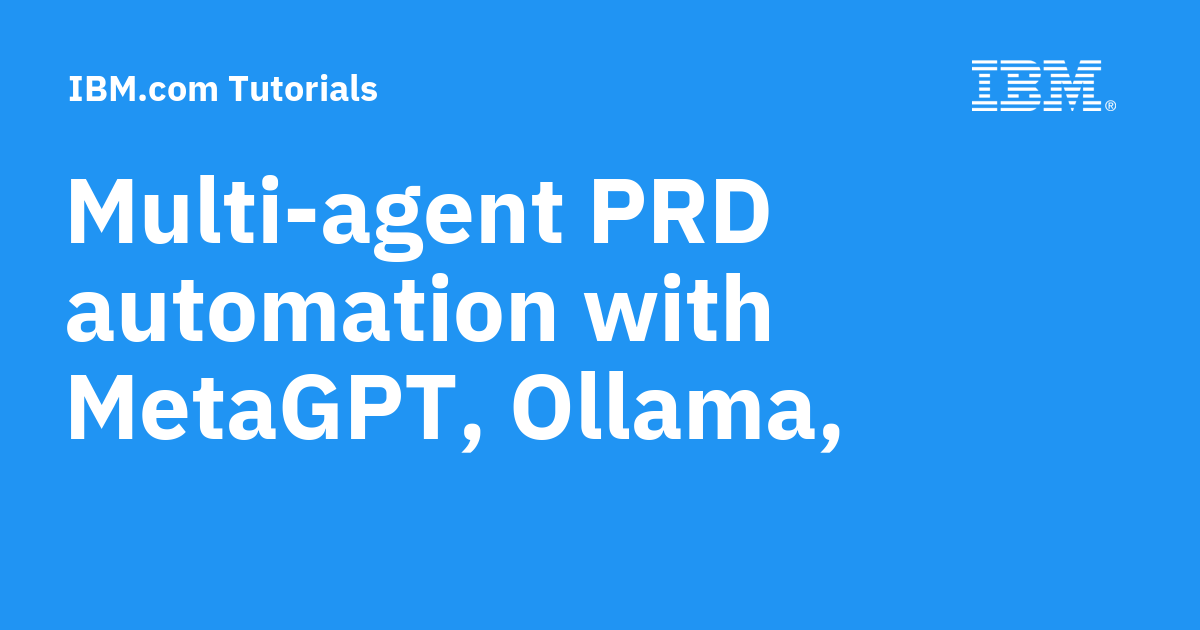 IBM.com Tutorials
IBM®
Multi-agent PRD
automation with
MetaGPT, Ollama,